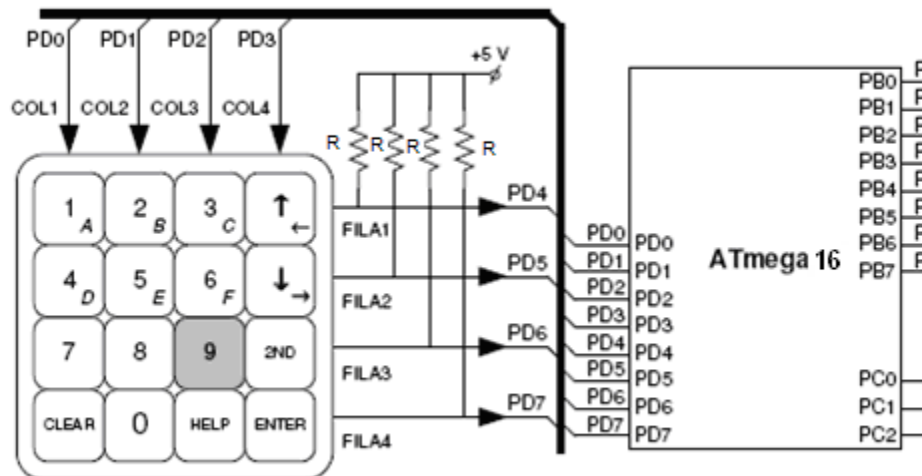 PD0 PD1 PD2 PD3
+5 V
COL1 COL2 COL3 COL4
R R R R
1 A 2 B 3 C ↑ ←
PD4
FILA1
4 D 5 E 6 F ↓ →
PD5
FILA2
7 8 9 2ND
PD6
FILA3
CLEAR 0 HELP ENTER
PD7
FILA4
PD0 PD0
PD1 PD1
PD2 PD2
PD3 PD3
PD4 PD4
PD5 PD5
PD6 PD6
PD7 PD7
ATmega 16
PB0
PB1
PB2
PB3
PB4
PB5
PB6
PB7
PC0
PC1
PC2